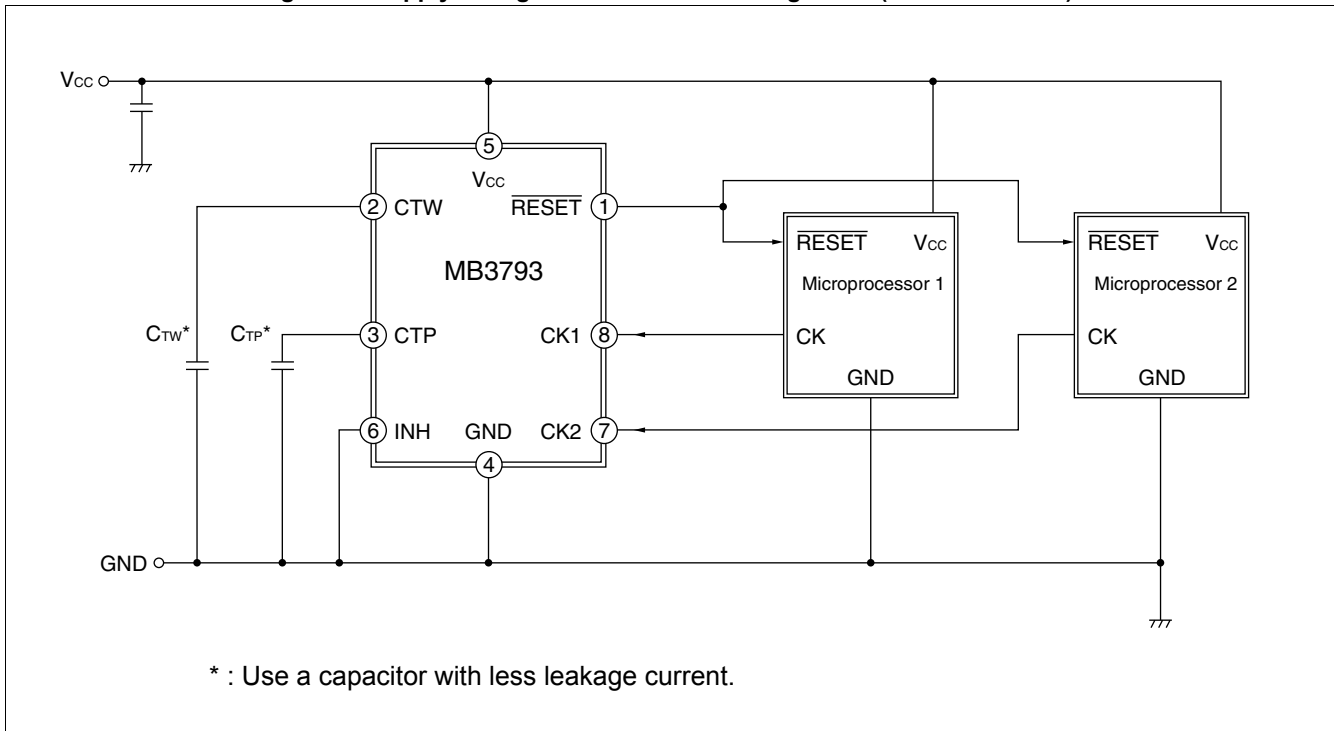 Vcc
5
Vcc
2 CTW
RESET 1
RESET Vcc
RESET Vcc
MB3793
Microprocessor 1
Microprocessor 2
CTW*
CTP*
3 CTP
CK1 8
CK
CK
GND
GND
6 INH
GND
CK2 7
4
GND
* : Use a capacitor with less leakage current.